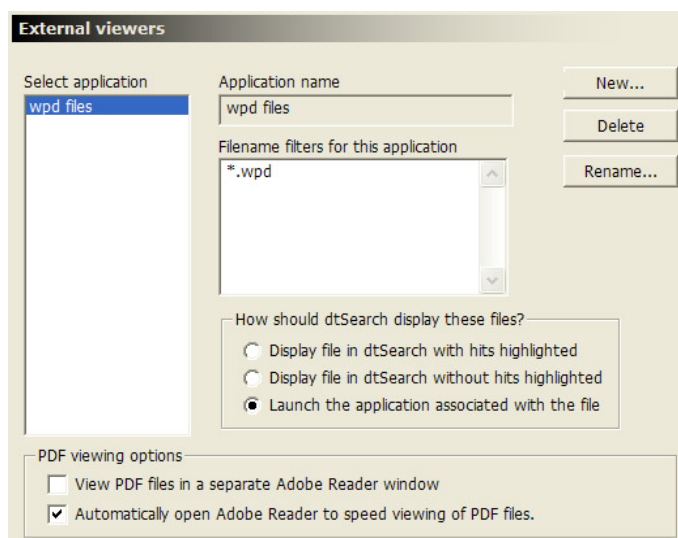 External viewers
Select application
wpd files
Application name
wpd files
Filename filters for this application
*.wpd
New...
Delete
Rename...
How should dtSearch display these files?
Display file in dtSearch with hits highlighted
Display file in dtSearch without hits highlighted
Launch the application associated with the file
PDF viewing options
View PDF files in a separate Adobe Reader window
Automatically open Adobe Reader to speed viewing of PDF files.